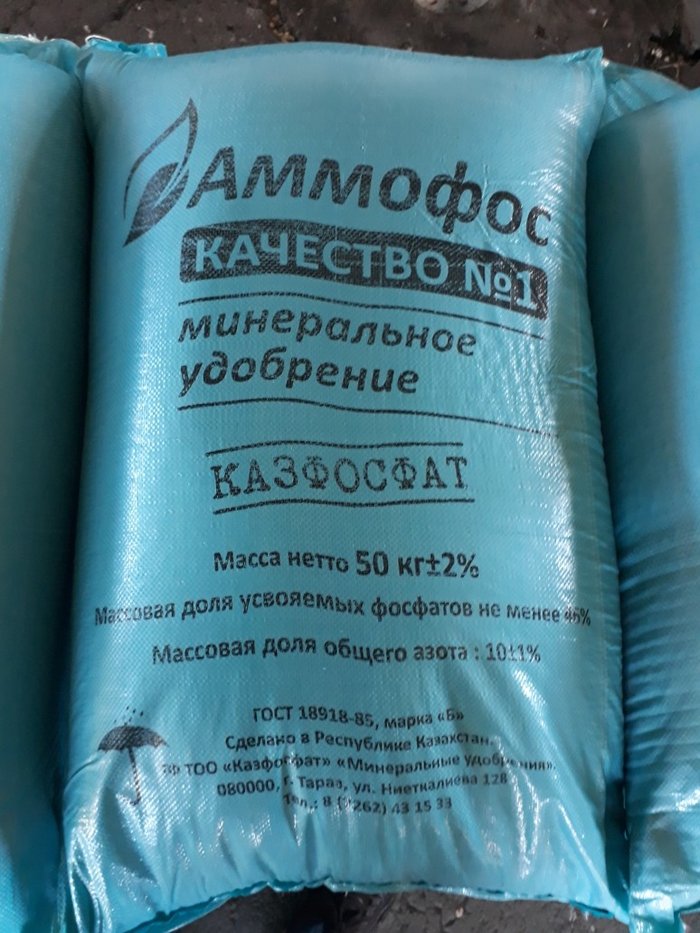 Аммофос
КАЧЕСТВО №1
минеральное
удобрение
КАЗФОСФАТ
Масса нетто 50 кг±2%
Массовая доля усвояемых фосфатов не менее 46%
Массовая доля общего азота : 10±1%
ГОСТ 18918-85, марка «Б»
Сделано в Республике Казахстан.
ТОО «Казфосфат» «Минеральные удобрения».
080000, г. Тараз, ул. Ниеткалиева 128
Тел.: 8 (7262) 43 15 33